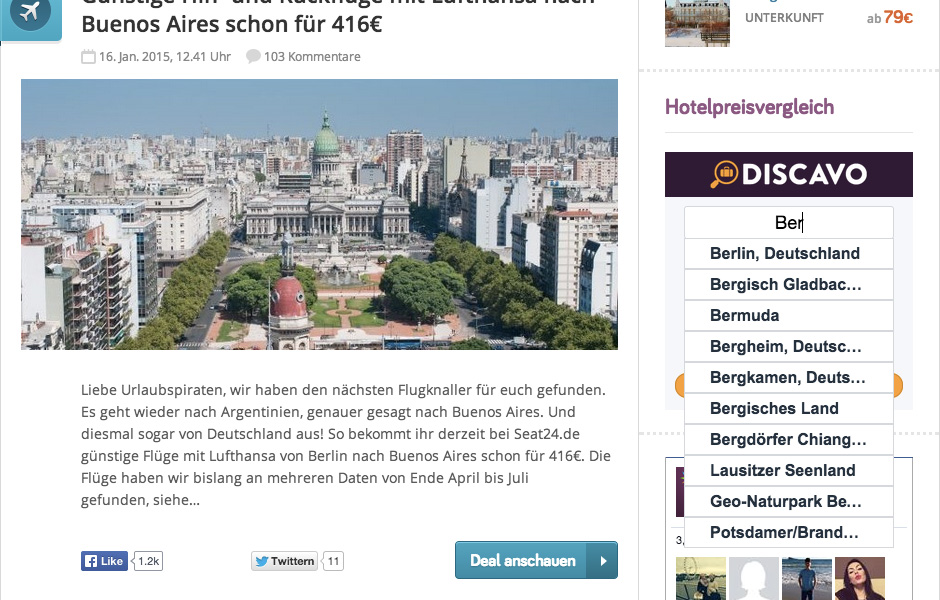 Günstige Hin- und Rückflüge mit Lufthansa nach
Buenos Aires schon für 416€
16. Jan. 2015, 12.41 Uhr 103 Kommentare
Liebe Urlaubspiraten, wir haben den nächsten Flugknaller für euch gefunden.
Es geht wieder nach Argentinien, genauer gesagt nach Buenos Aires. Und
diesmal sogar von Deutschland aus! So bekommt ihr derzeit bei Seat24.de
günstige Flüge mit Lufthansa von Berlin nach Buenos Aires schon für 416€. Die
Flüge haben wir bislang an mehreren Daten von Ende April bis Juli
gefunden, siehe...
Like 1.2k
Twittern 11
Deal anschauen
UNTERKUNFT ab 79€
Hotelpreisvergleich
DISCAVO
Ber
Berlin, Deutschland
Bergisch Gladbac...
Bermuda
Bergheim, Deutsc...
Bergkamen, Deuts...
Bergisches Land
Bergdörfer Chiang...
Lausitzer Seenland
Geo-Naturpark Be...
Potsdamer/Brand...
3,